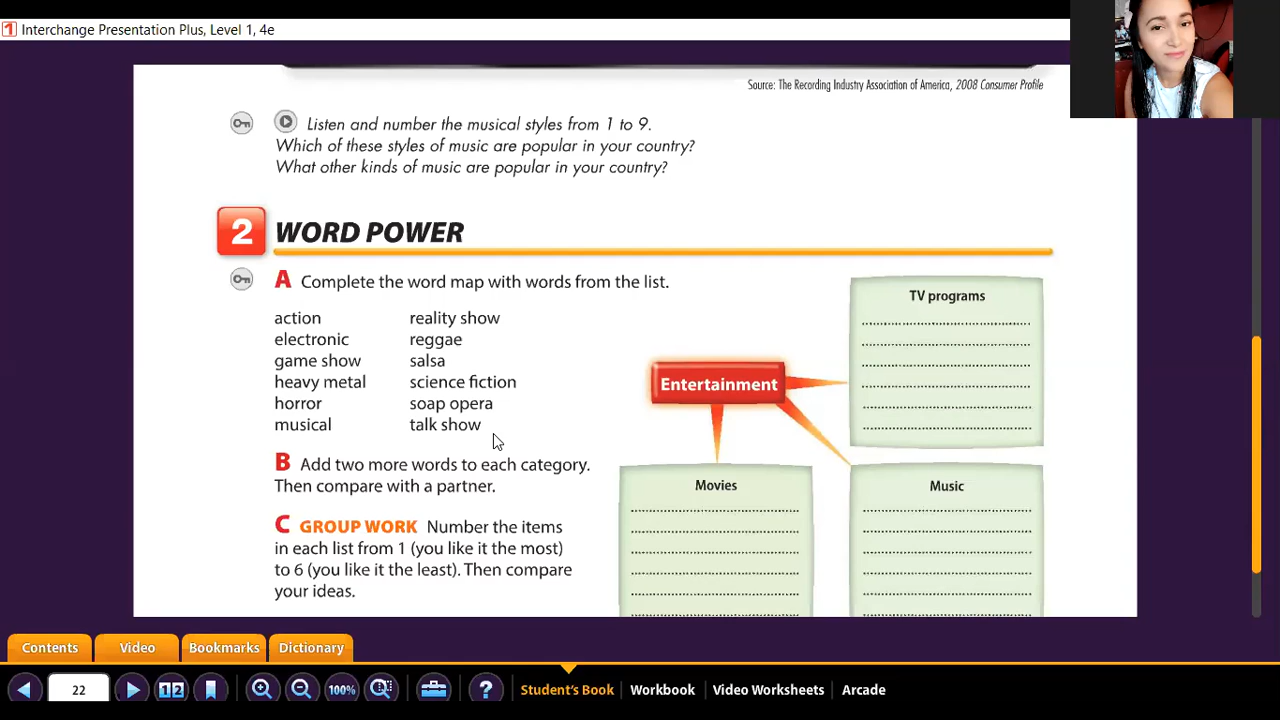 Interchange Presentation Plus, Level 1, 4e
Source: The Recording Industry Association of America, 2008 Consumer Profile
Listen and number the musical styles from 1 to 9.
Which of these styles of music are popular in your country?
What other kinds of music are popular in your country?
2 WORD POWER
A Complete the word map with words from the list.
action
electronic
game show
heavy metal
horror
musical
reality show
reggae
salsa
science fiction
soap opera
talk show
TV programs
Entertainment
Movies
Music
B Add two more words to each category.
Then compare with a partner.
C GROUP WORK Number the items
in each list from 1 (you like it the most)
to 6 (you like it the least). Then compare
your ideas.
Contents
Video
Bookmarks
Dictionary
22
1 2
100%
?
Student's Book
Workbook
Video Worksheets
Arcade